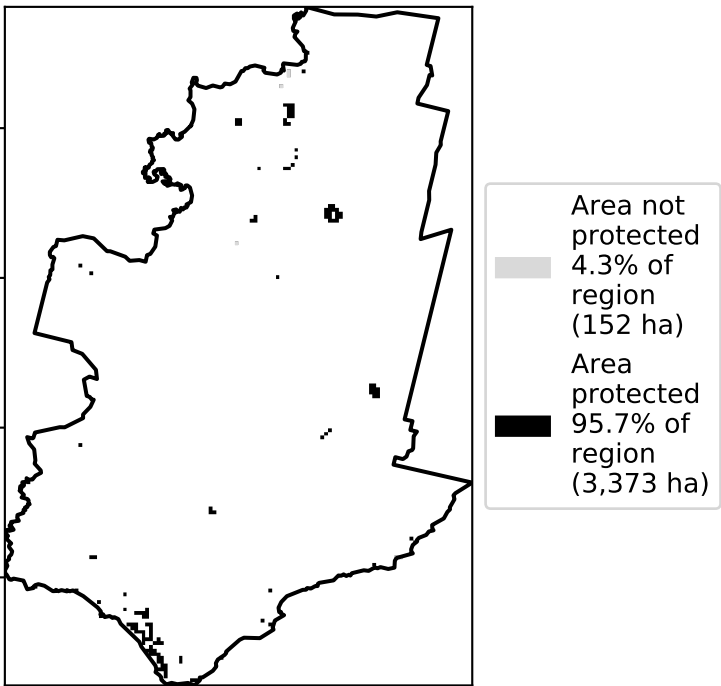 Area not
protected
4.3% of
region
(152 ha)
Area
protected
95.7% of
region
(3,373 ha)